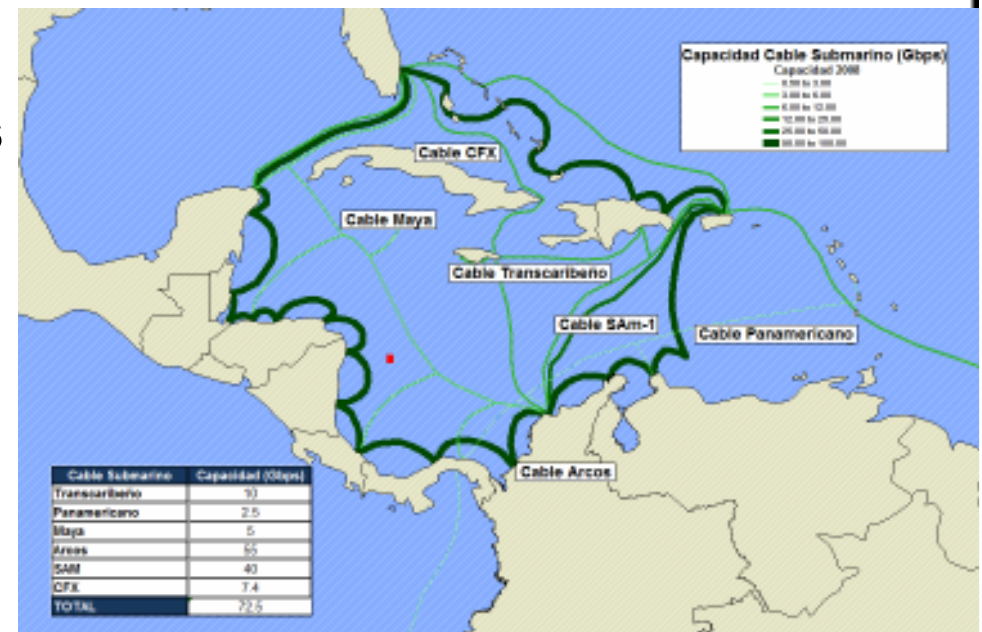 Capacidad Cable Submarino (Gbps)
Capacidad
Cable CFX
Cable Maya
Cable Transcaribeño
Cable SAm-1
Cable Panamericano
Cable Arcos
Cable Submarino Capacidad (Gbps)
Transcaribeño 10
Panamericano 2.5
Maya 5
Arcos
SAM 40
CFX 7.4
TOTAL 72.5